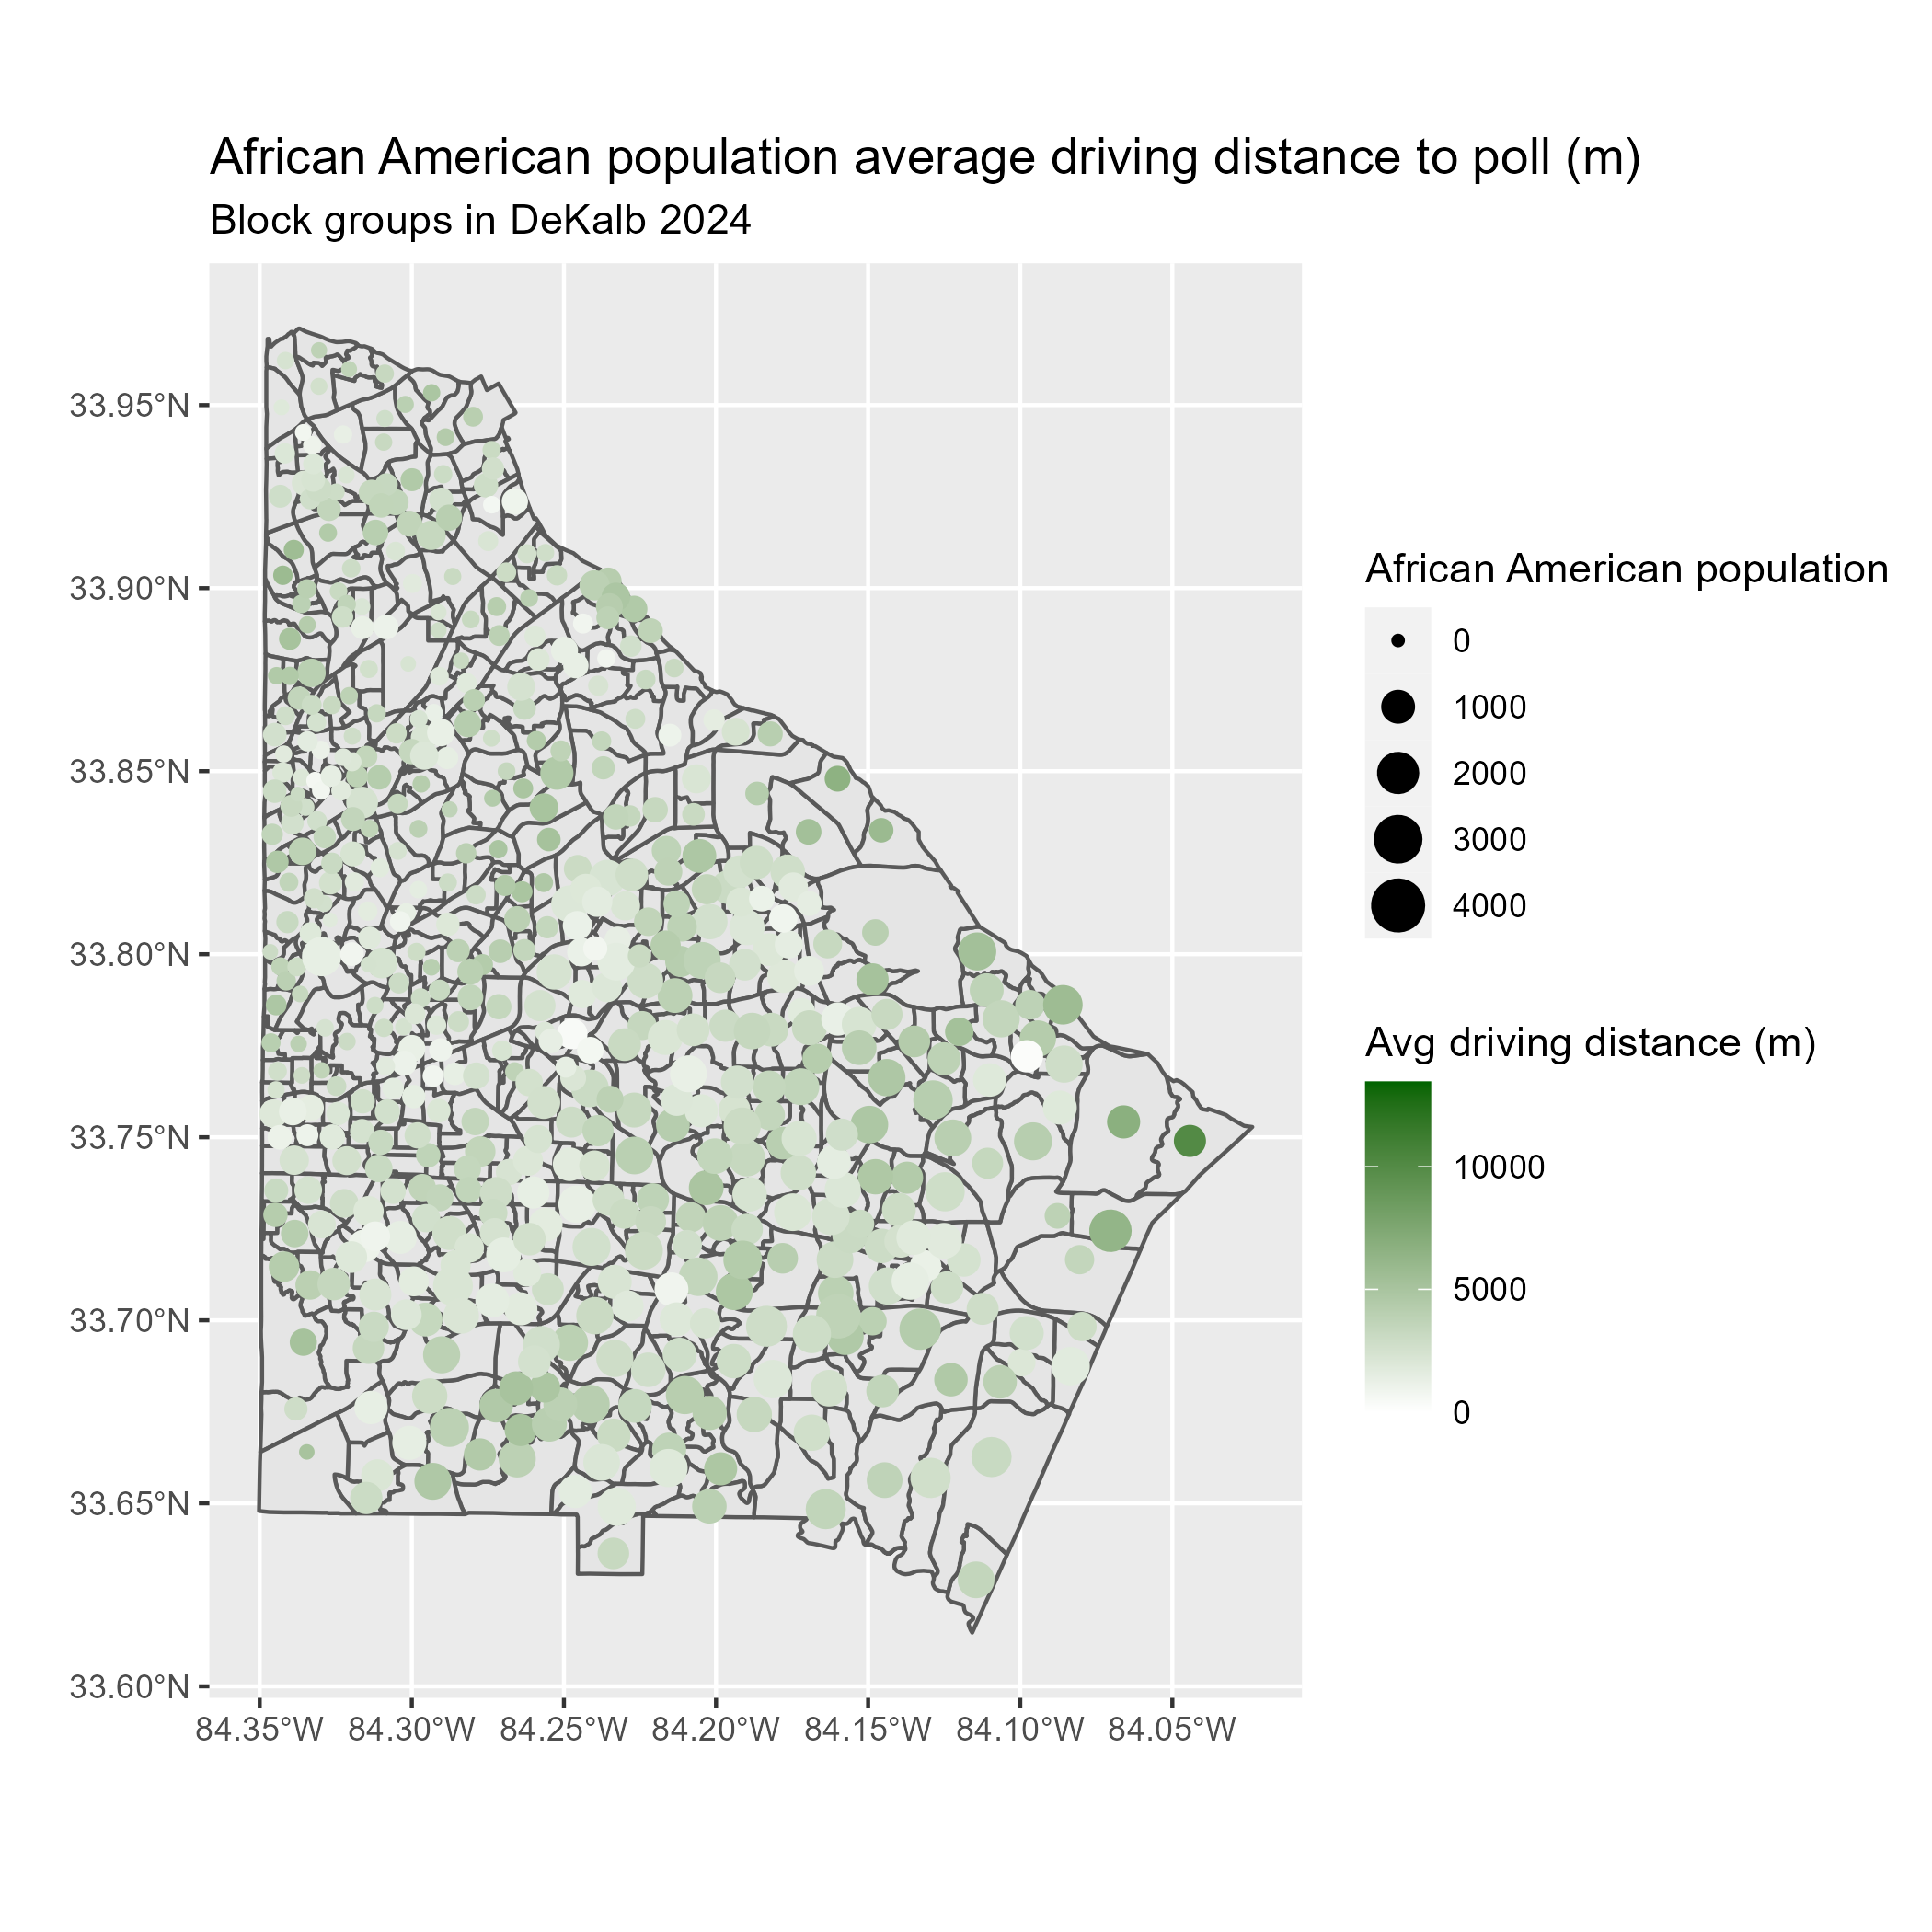 African American population average driving distance to poll (m)
Block groups in DeKalb 2024
33.95°N
33.90°N
33.85°N
33.80°N
33.75°N
33.70°N
33.65°N
33.60°N
84.35°W 84.30°W 84.25°W 84.20°W 84.15°W 84.10°W 84.05°W
African American population
0
1000
2000
3000
4000
Avg driving distance (m)
10000
5000
0